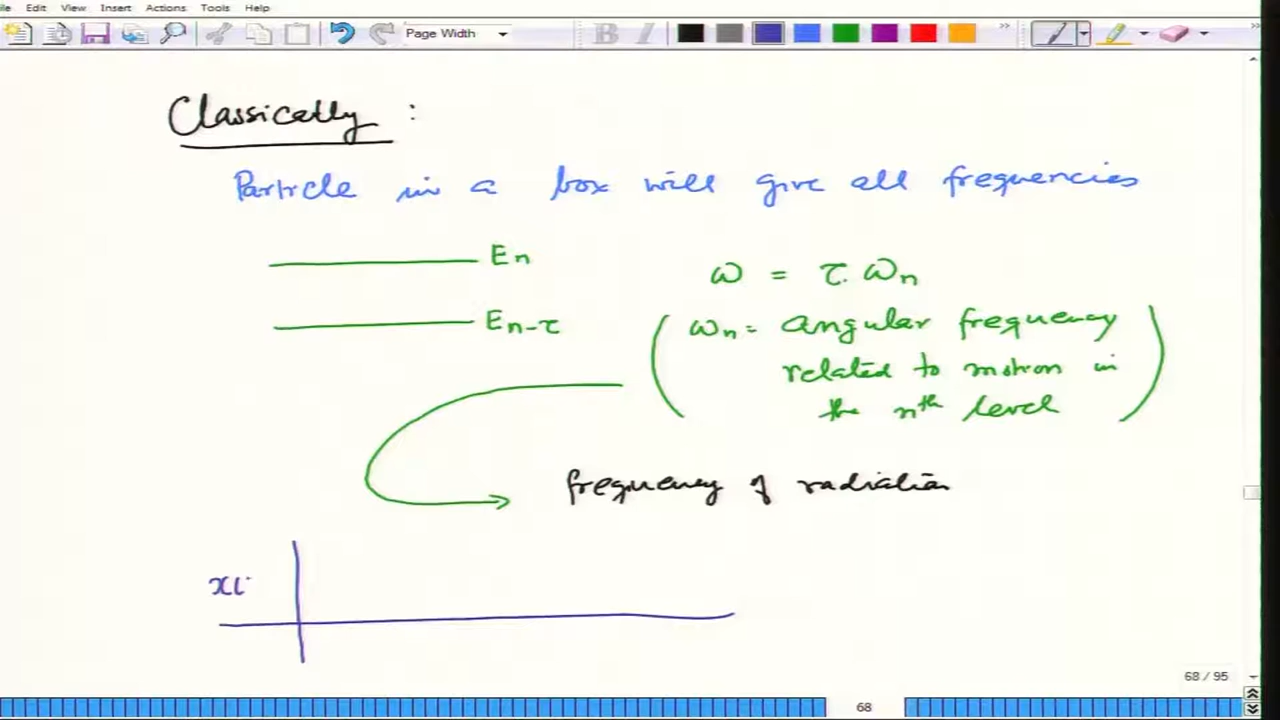 File Edit View Insert Actions Tools Help
Page Width
B I
Classically :
Particle in a box will give all frequencies
En
ω = τ. ωn
En-τ
( ωn = angular frequency
related to motion in
the nth level )
frequency of radiation
x(
68 / 95
68